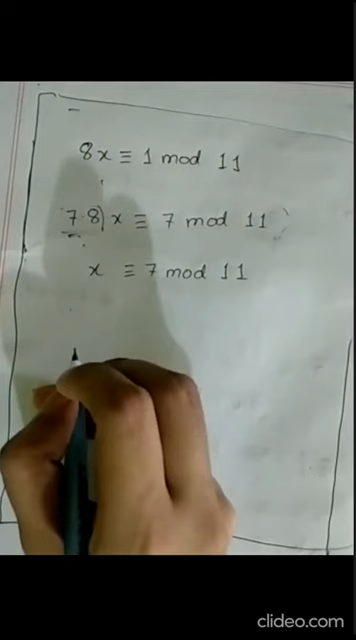 8x ≡ 1 mod 11
7·8) x ≡ 7 mod 11
x ≡ 7 mod 11
clideo.com